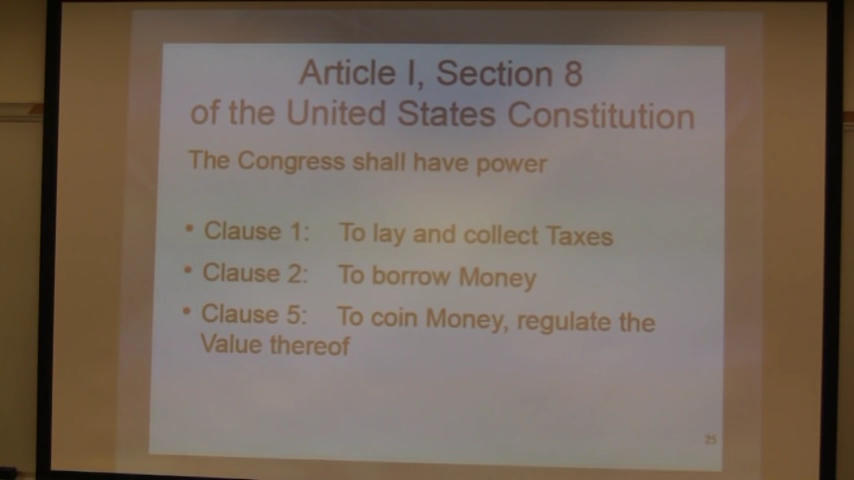 Article I, Section 8
of the United States Constitution
The Congress shall have power
• Clause 1: To lay and collect Taxes
• Clause 2: To borrow Money
• Clause 5: To coin Money, regulate the
Value thereof
25